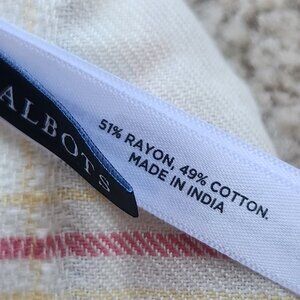 ALBOTS
51% RAYON, 49% COTTON.
MADE IN INDIA